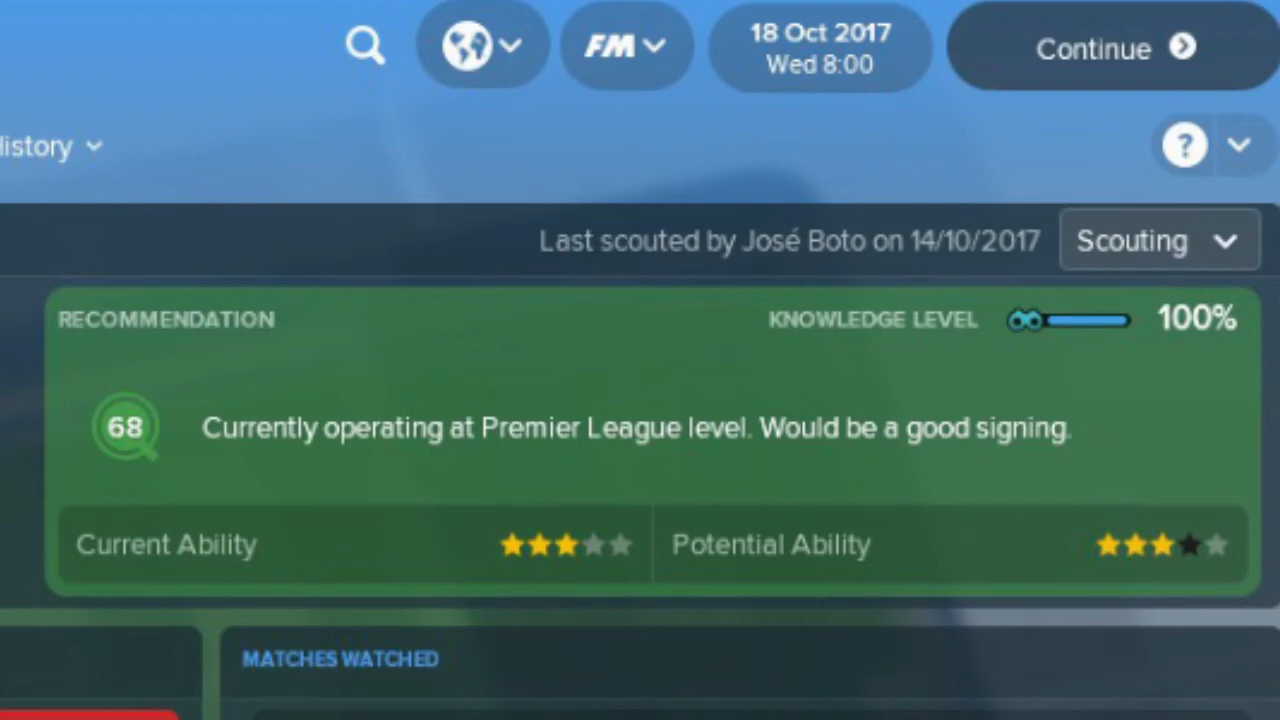 FM
18 Oct 2017
Wed 8:00
Continue
History
?
Last scouted by José Boto on 14/10/2017
Scouting
RECOMMENDATION
KNOWLEDGE LEVEL
100%
68
Currently operating at Premier League level. Would be a good signing.
Current Ability
Potential Ability
MATCHES WATCHED